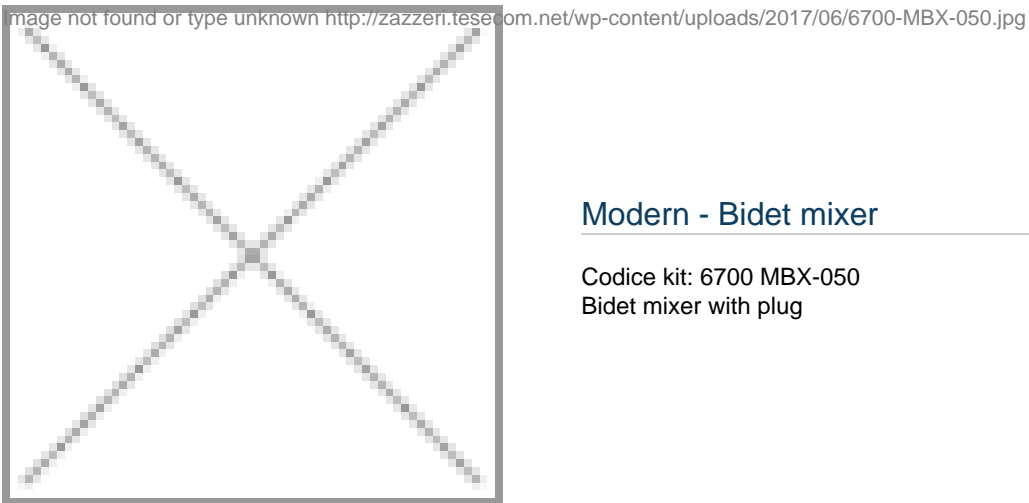 Image not found or type unknown http://zazzeri.tesecom.net/wp-content/uploads/2017/06/6700-MBX-050.jpg
Modern - Bidet mixer
Codice kit: 6700 MBX-050
Bidet mixer with plug